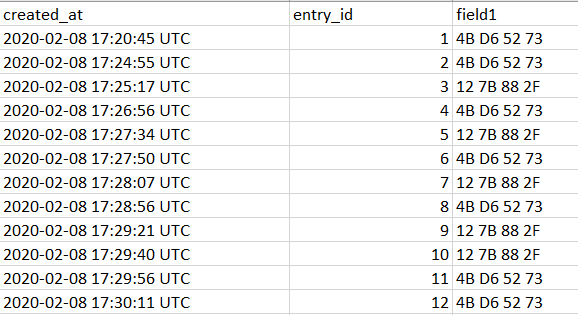 created_at entry_id field1
2020-02-08 17:20:45 UTC 1 4B D6 52 73
2020-02-08 17:24:55 UTC 2 4B D6 52 73
2020-02-08 17:25:17 UTC 3 12 7B 88 2F
2020-02-08 17:26:56 UTC 4 4B D6 52 73
2020-02-08 17:27:34 UTC 5 12 7B 88 2F
2020-02-08 17:27:50 UTC 6 4B D6 52 73
2020-02-08 17:28:07 UTC 7 12 7B 88 2F
2020-02-08 17:28:56 UTC 8 4B D6 52 73
2020-02-08 17:29:21 UTC 9 12 7B 88 2F
2020-02-08 17:29:40 UTC 10 12 7B 88 2F
2020-02-08 17:29:56 UTC 11 4B D6 52 73
2020-02-08 17:30:11 UTC 12 4B D6 52 73